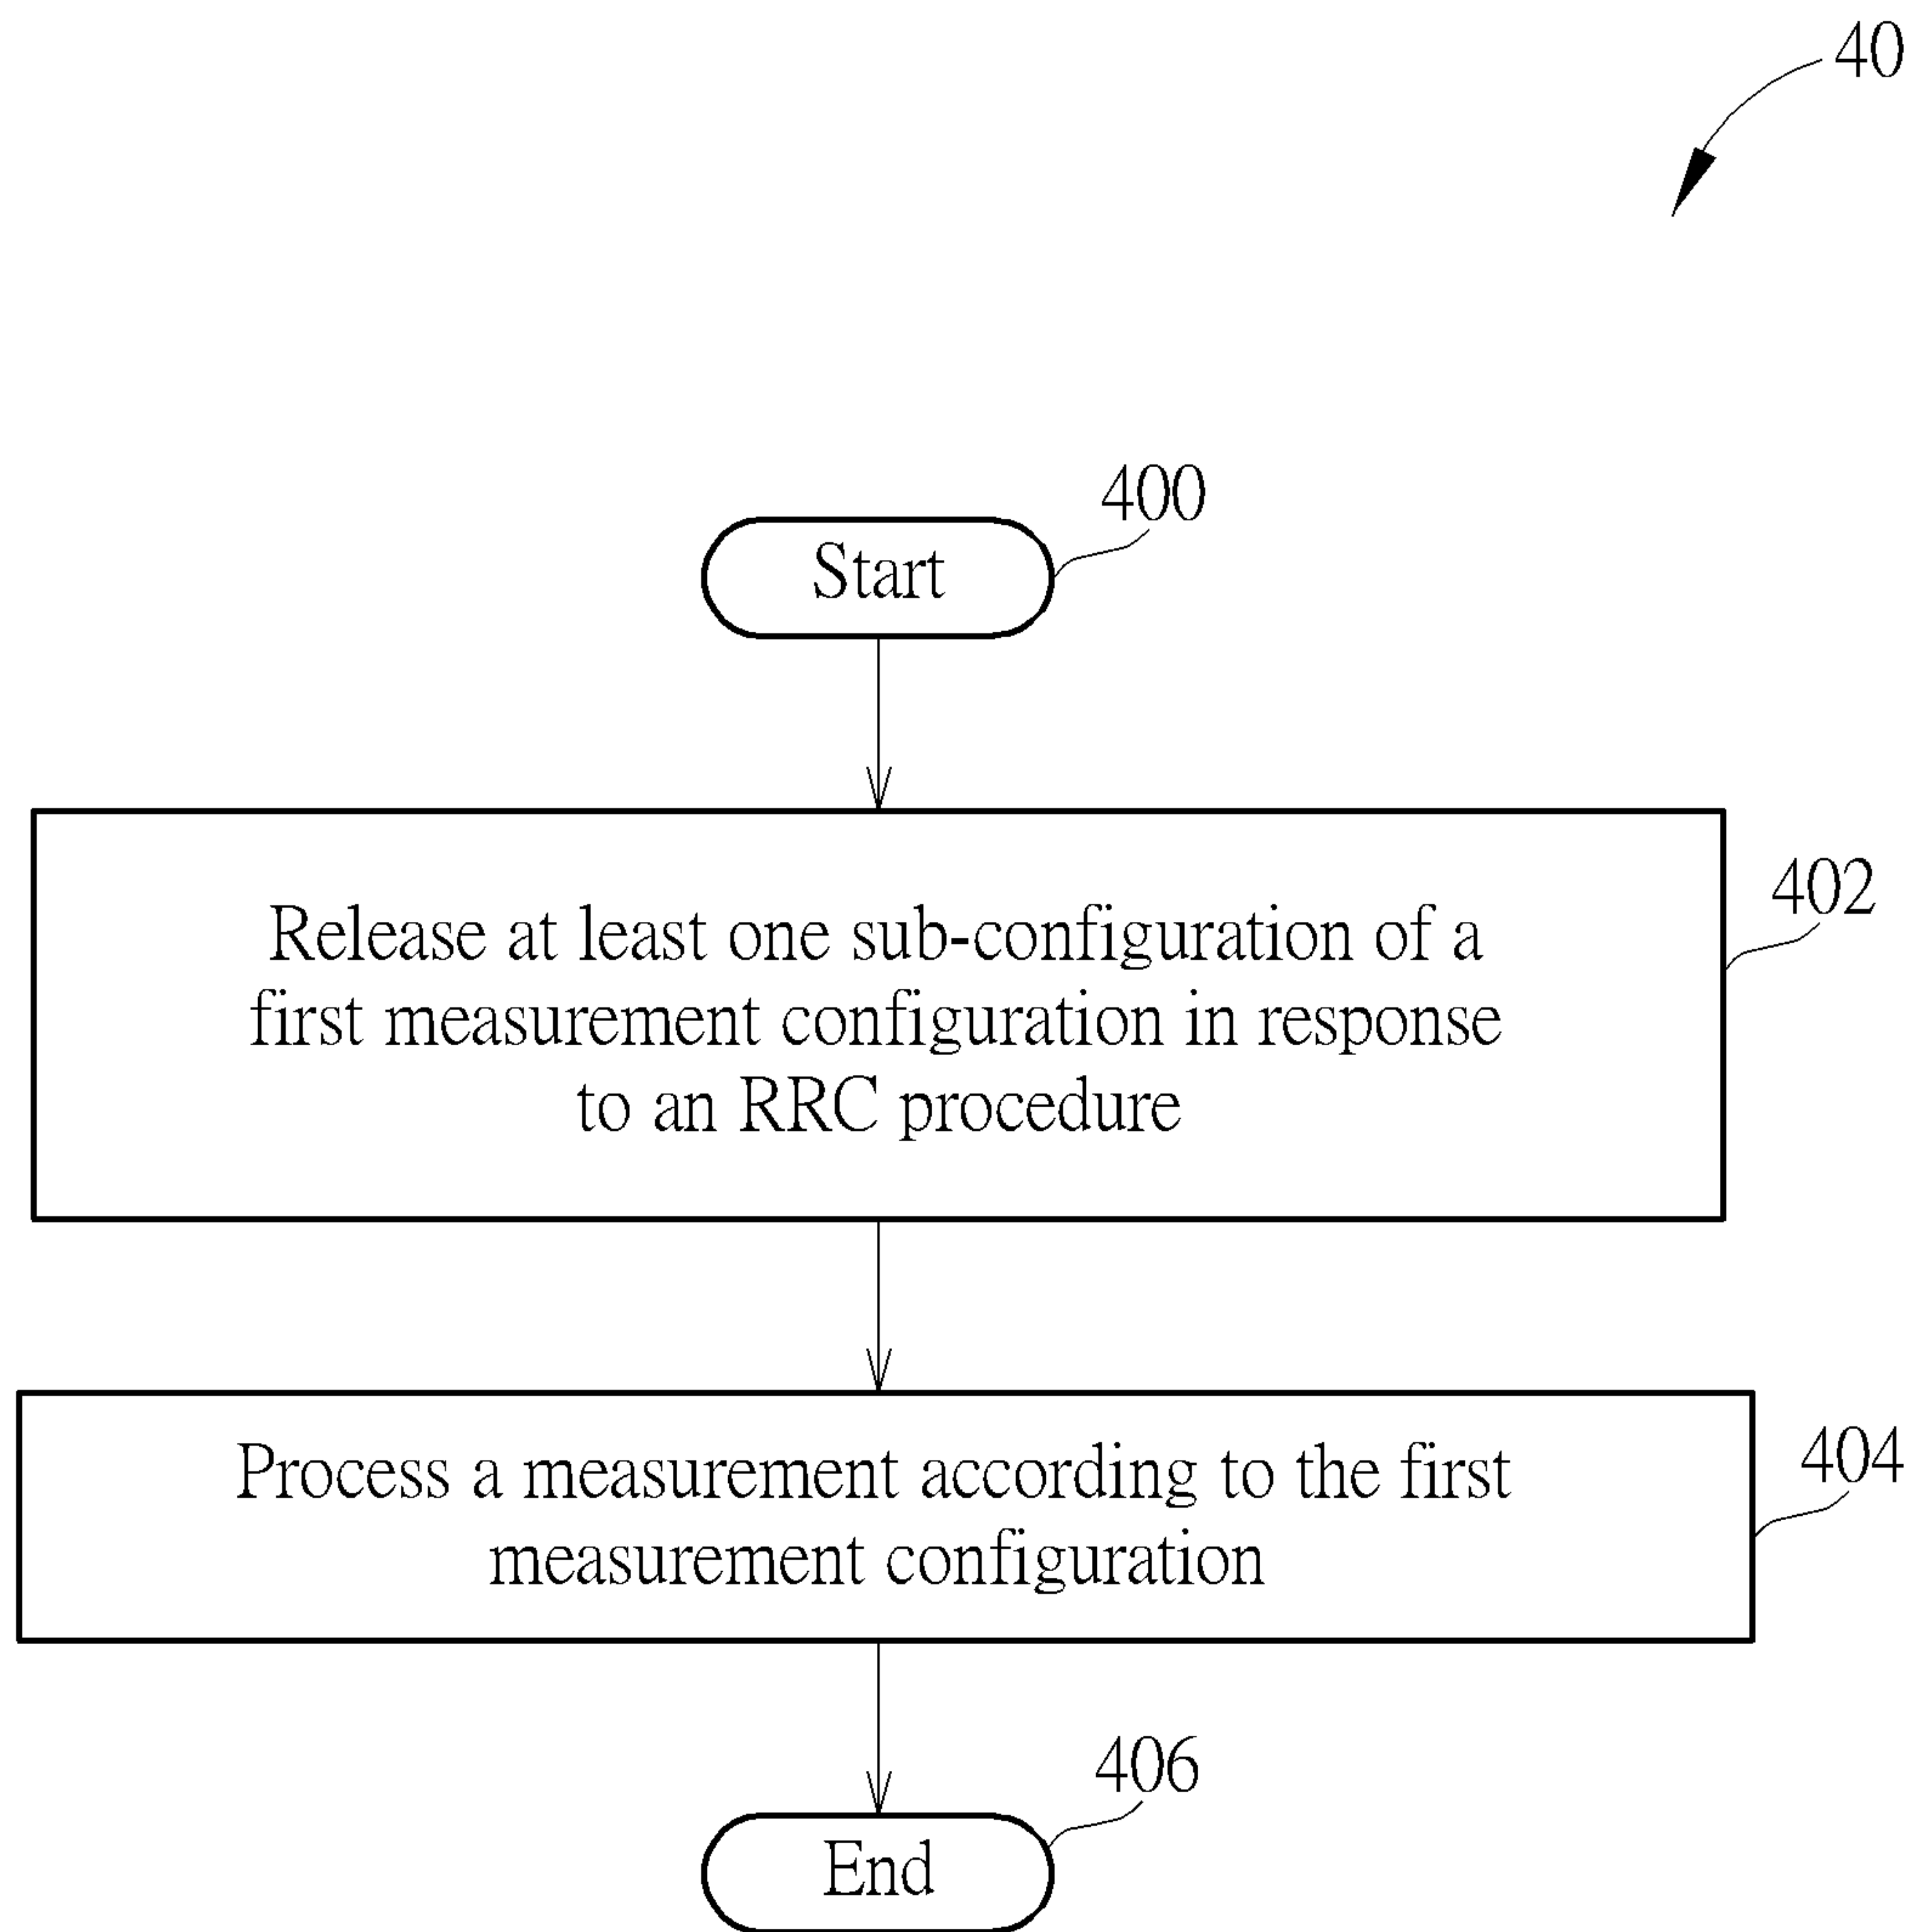 40
400
Start
402
Release at least one sub-configuration of a
first measurement configuration in response
to an RRC procedure
404
Process a measurement according to the first
measurement configuration
406
End